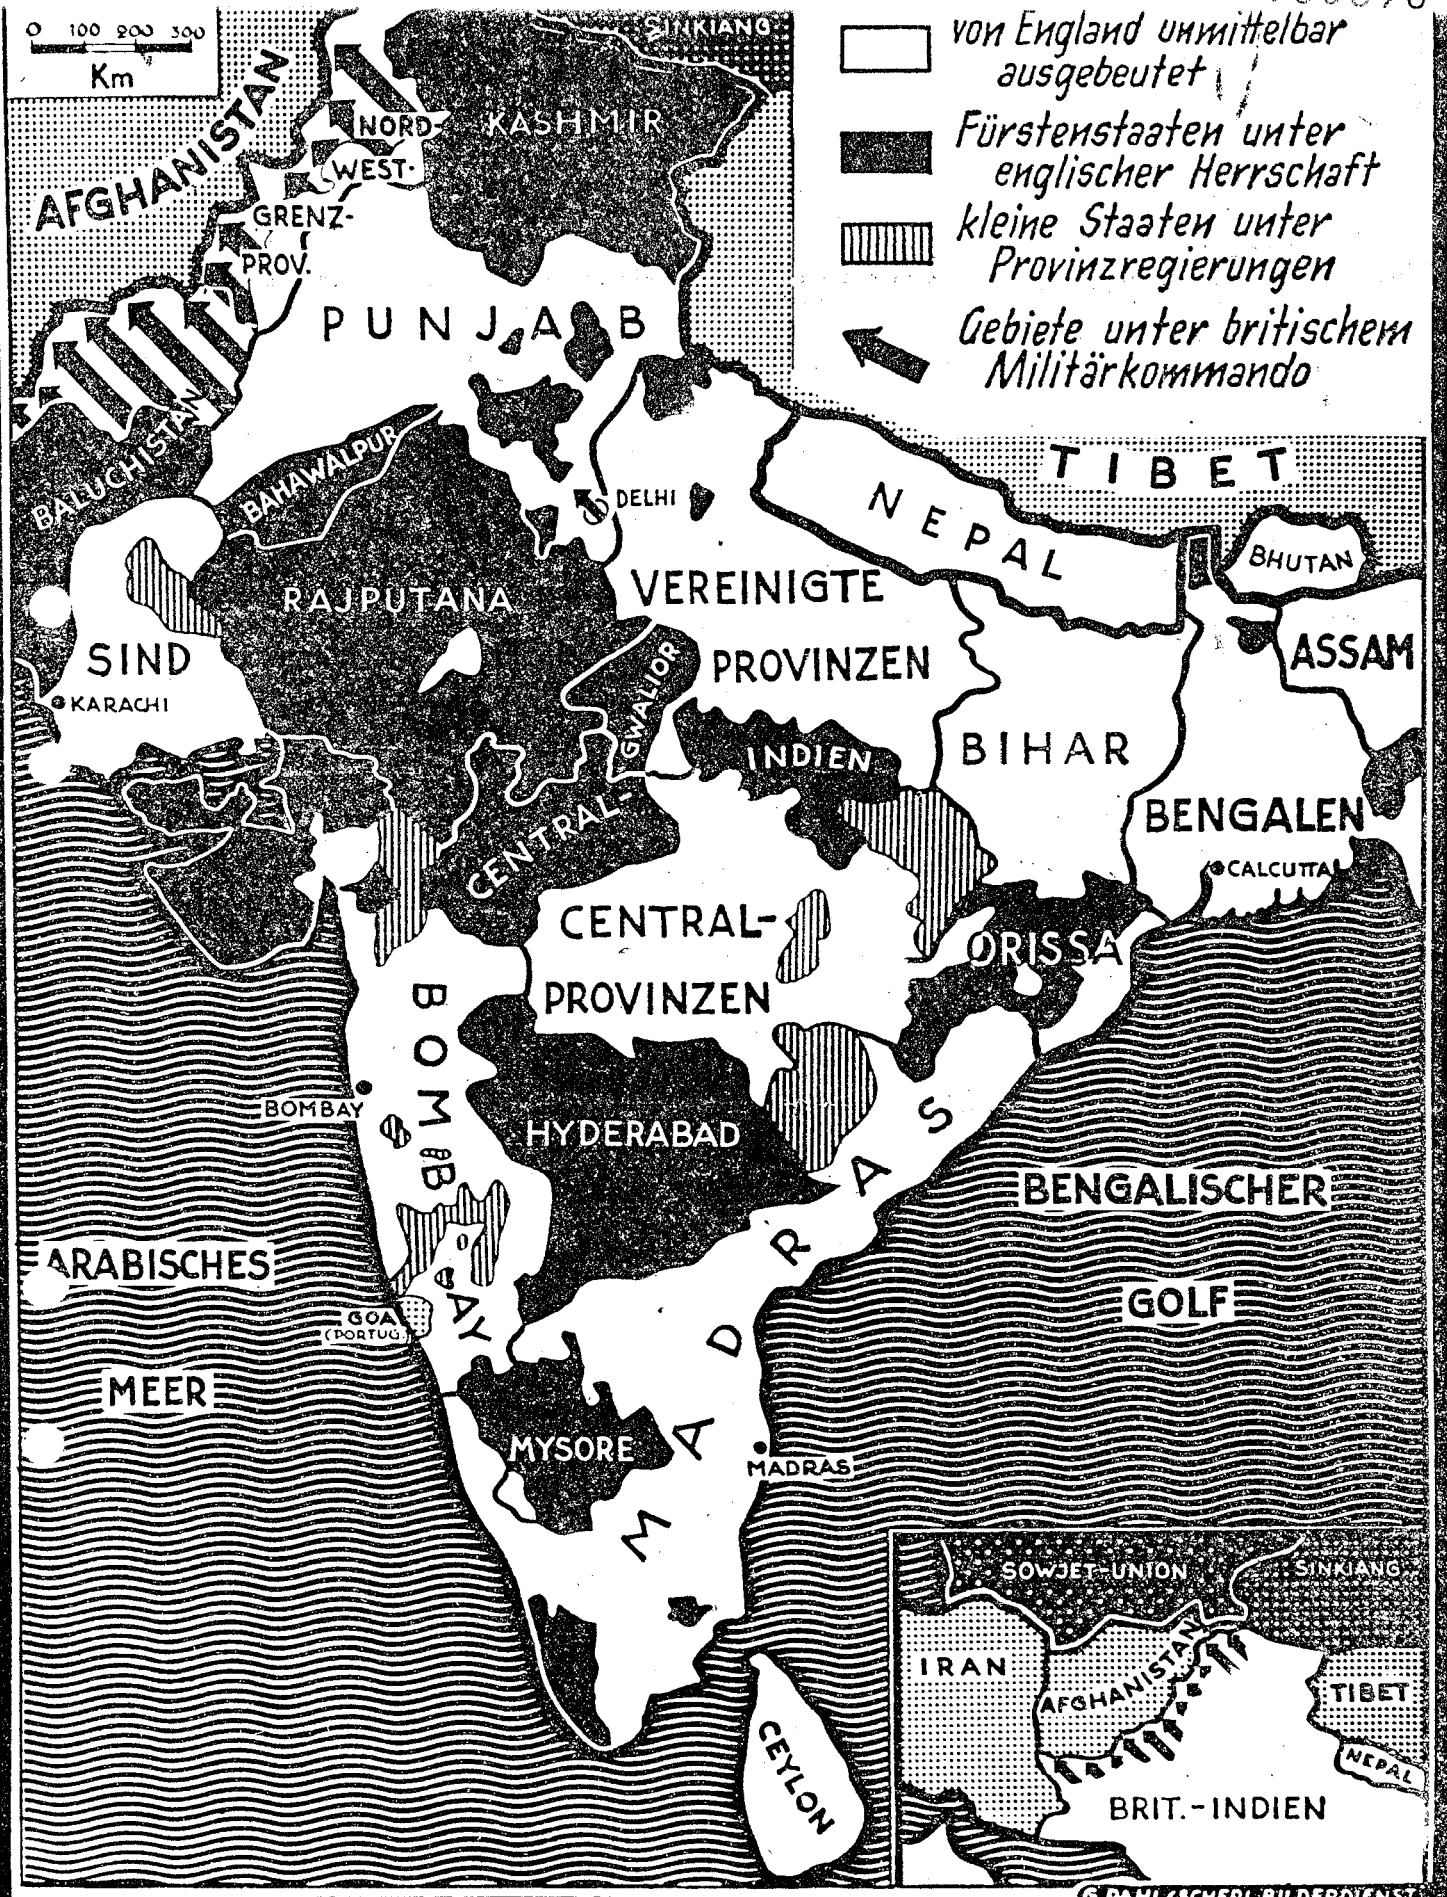 0 100 200 300
Km
SINKIANG
von England unmittelbar
ausgebeutet
Fürstenstaaten unter
englischer Herrschaft
kleine Staaten unter
Provinzregierungen
Gebiete unter britischem
Militärkommando
AFGHANISTAN
NORD-
WEST-
GRENZ-
PROV.
KASHMIR
PUNJAB
BALUCHISTAN
BAHAWALPUR
DELHI
TIBET
NEPAL
BHUTAN
RAJPUTANA
VEREINIGTE
PROVINZEN
SIND
KARACHI
GWALIOR
ASSAM
INDIEN
BIHAR
CENTRAL-
BENGALEN
CALCUTTA
CENTRAL-
PROVINZEN
ORISSA
BOMBAY
BOMBAY
HYDERABAD
MADRAS
BENGALISCHER
GOLF
ARABISCHES
MEER
GOA
(PORTUG.)
MYSORE
MADRAS
CEYLON
SOWJET-UNION
SINKIANG
IRAN
AFGHANISTAN
TIBET
NEPAL
BRIT.-INDIEN